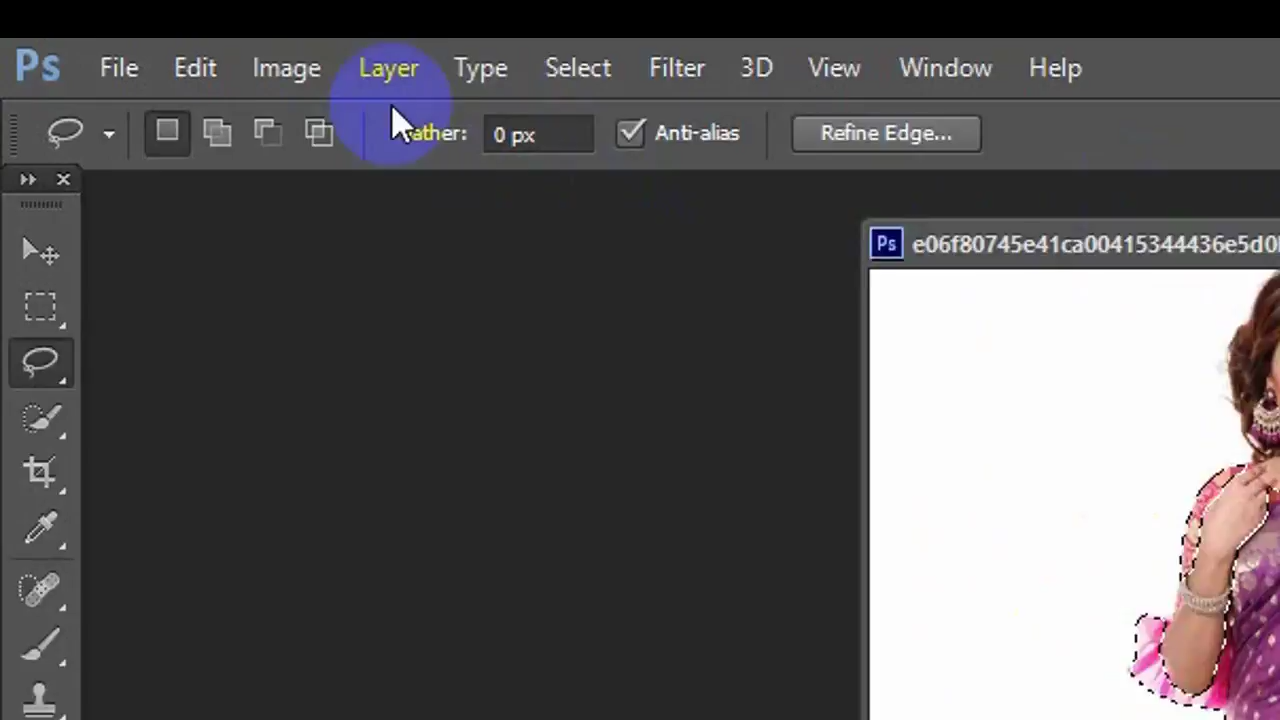 Ps File Edit Image Layer Type Select Filter 3D View Window Help
ather: 0 px Anti-alias Refine Edge...
Ps e06f80745e41ca00415344436e5d0